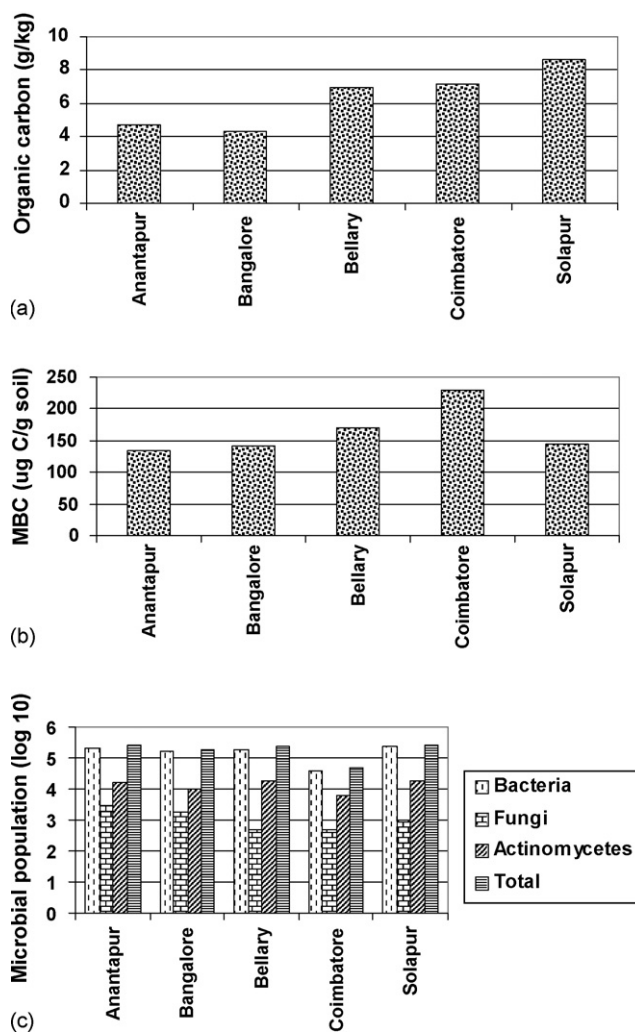 Organic carbon (g/kg)
10
8
6
4
2
0
Anantapur
Bangalore
Bellary
Coimbatore
Solapur
(a)
MBC (ug C/g soil)
250
200
150
100
50
0
Anantapur
Bangalore
Bellary
Coimbatore
Solapur
(b)
Microbial population (log 10)
6
5
4
3
2
1
0
Anantapur
Bangalore
Bellary
Coimbatore
Solapur
Bacteria
Fungi
Actinomycetes
Total
(c)